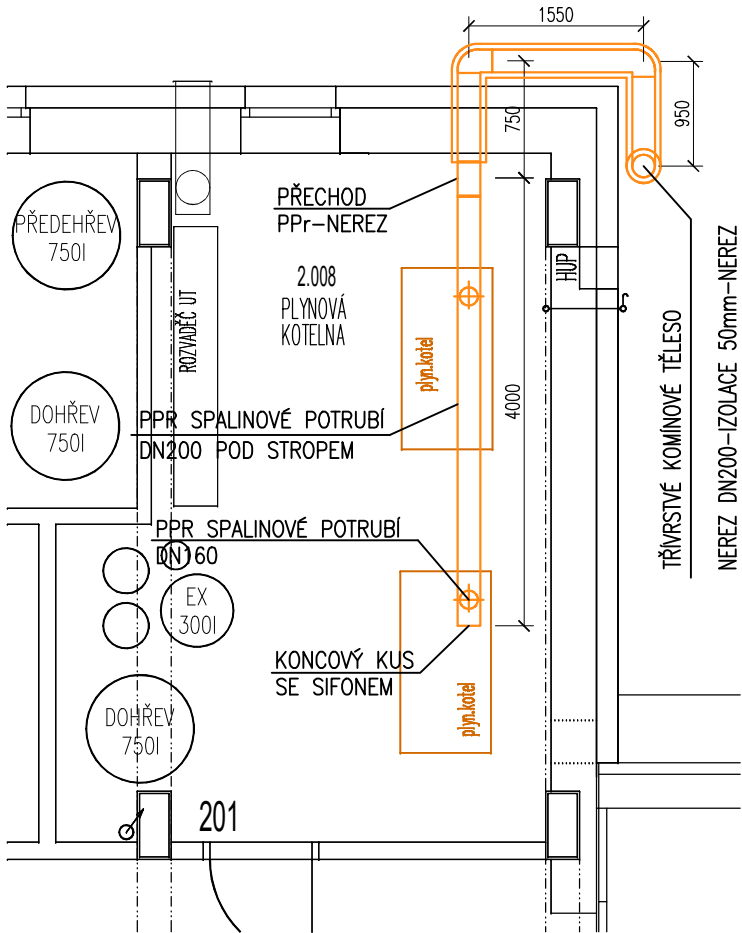 1550
750
950
PŘECHOD
PPr-NEREZ
PŘEDEHŘEV
750l
2.008
PLYNOVÁ
KOTELNA
HUP
ROZVADĚČ UT
plyn.kotel
DOHŘEV
750l
PPR SPALINOVÉ POTRUBÍ
DN200 POD STROPEM
4000
TŘÍVRSTVÉ KOMÍNOVÉ TĚLESO
NEREZ DN200-IZOLACE 50mm-NEREZ
PPR SPALINOVÉ POTRUBÍ
DN160
EX
300l
KONCOVÝ KUS
SE SIFONEM
plyn.kotel
DOHŘEV
750l
201